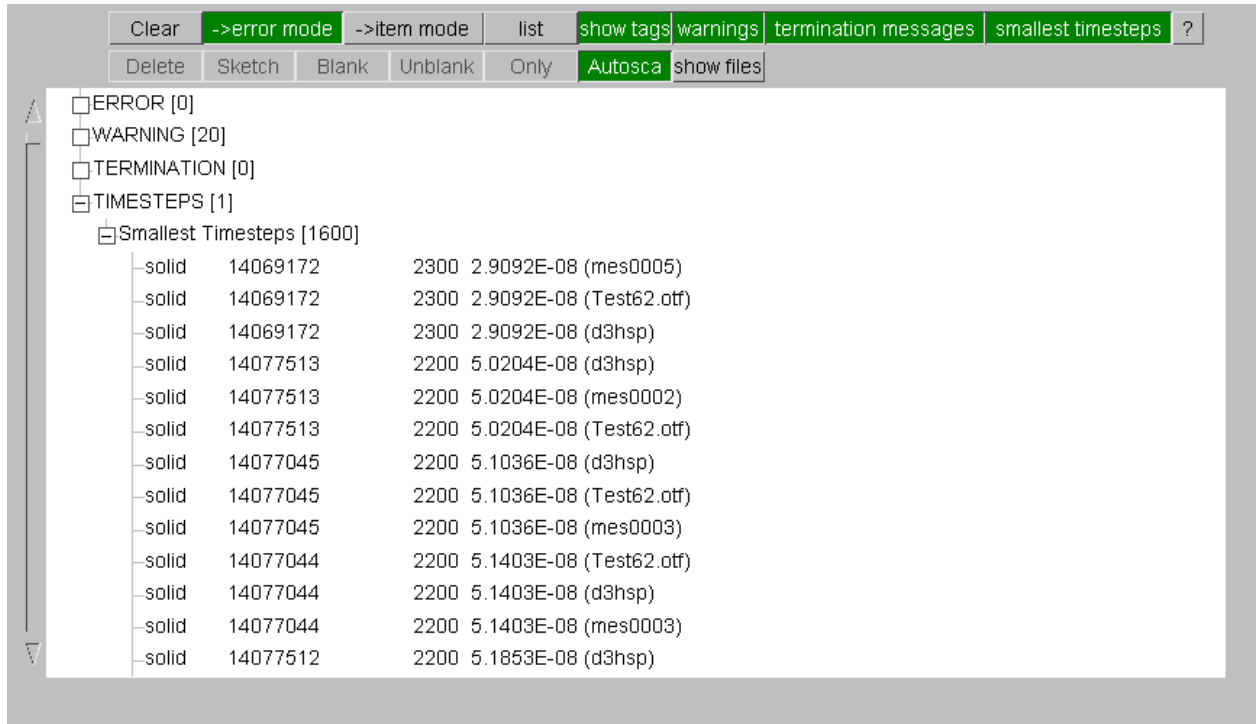 Clear ->error mode ->item mode list show tags warnings termination messages smallest timesteps ?
Delete Sketch Blank Unblank Only Autosca show files
ERROR [0]
WARNING [20]
TERMINATION [0]
TIMESTEPS [1]
Smallest Timesteps [1600]
solid 14069172 2300 2.9092E-08 (mes0005)
solid 14069172 2300 2.9092E-08 (Test62.otf)
solid 14069172 2300 2.9092E-08 (d3hsp)
solid 14077513 2200 5.0204E-08 (d3hsp)
solid 14077513 2200 5.0204E-08 (mes0002)
solid 14077513 2200 5.0204E-08 (Test62.otf)
solid 14077045 2200 5.1036E-08 (d3hsp)
solid 14077045 2200 5.1036E-08 (Test62.otf)
solid 14077045 2200 5.1036E-08 (mes0003)
solid 14077044 2200 5.1403E-08 (Test62.otf)
solid 14077044 2200 5.1403E-08 (d3hsp)
solid 14077044 2200 5.1403E-08 (mes0003)
solid 14077512 2200 5.1853E-08 (d3hsp)